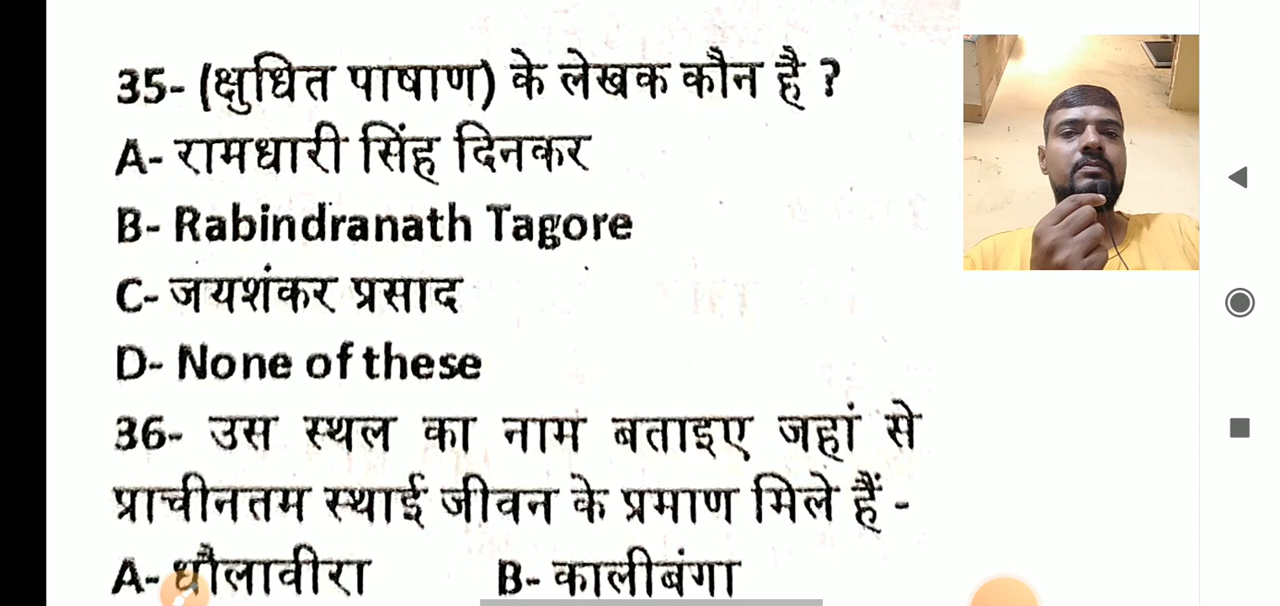 35- (क्षुधित पाषाण) के लेखक कौन है ?
A- रामधारी सिंह दिनकर
B- Rabindranath Tagore
C- जयशंकर प्रसाद
D- None of these
36- उस स्थल का नाम बताइए जहां से
प्राचीनतम स्थाई जीवन के प्रमाण मिले हैं -
A- धौलावीरा B- कालीबंगा